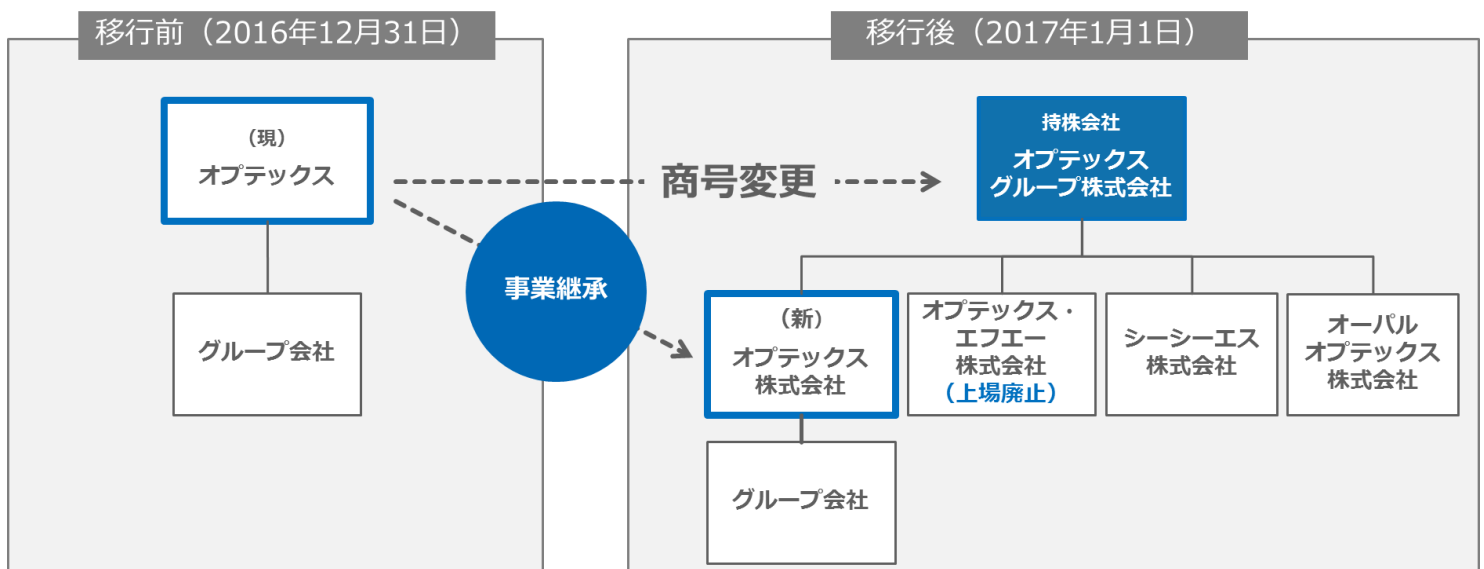 移行前（2016年12月31日）
（現）
オプテックス
グループ会社
商号変更
事業継承
移行後（2017年1月1日）
持株会社
オプテックス
グループ株式会社
（新）
オプテックス
株式会社
オプテックス・
エフエー
株式会社
（上場廃止）
シーシーエス
株式会社
オーパル
オプテックス
株式会社
グループ会社